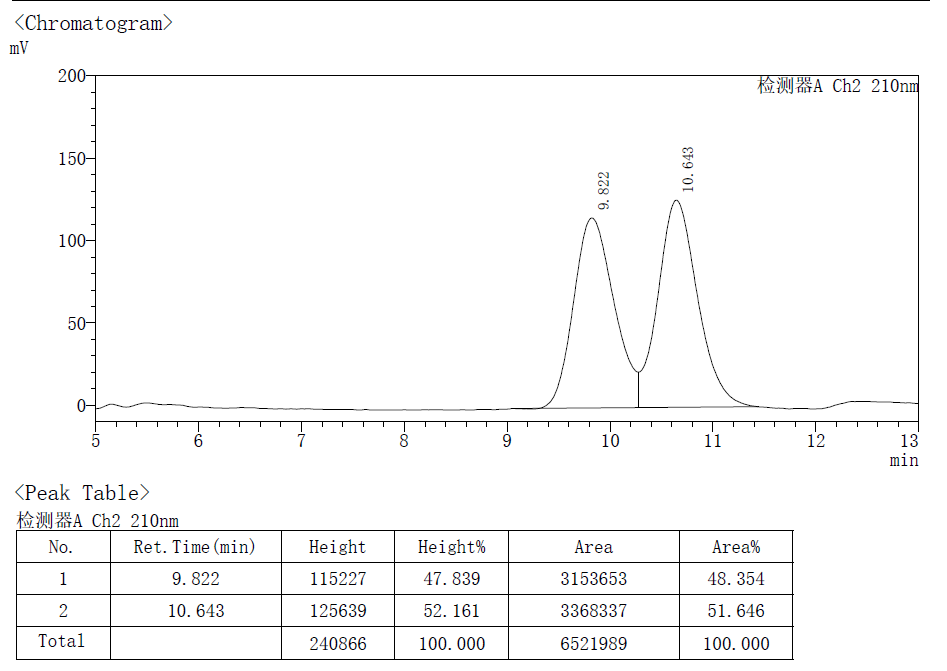 <Chromatogram>
mV
检测器A Ch2 210nm
200
150
100
50
0
9.822
10.643
5 6 7 8 9 10 11 12 13
min
<Peak Table>
检测器A Ch2 210nm
No. Ret.Time(min) Height Height% Area Area%
1 9.822 115227 47.839 3153653 48.354
2 10.643 125639 52.161 3368337 51.646
Total 240866 100.000 6521989 100.000